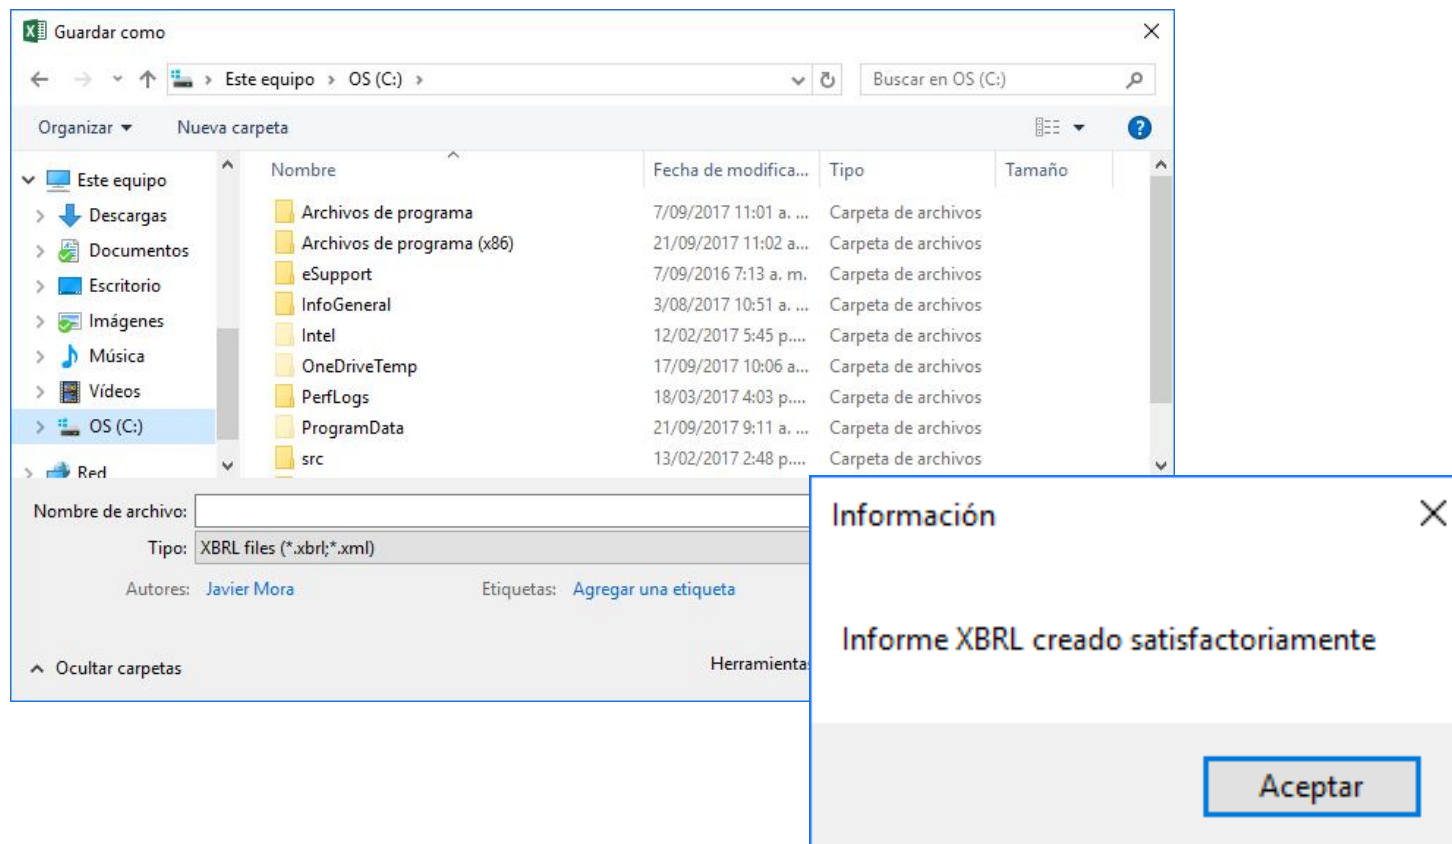 Guardar como
Este equipo > OS (C:) >
Buscar en OS (C:)
Organizar
Nueva carpeta
Nombre Fecha de modifica... Tipo Tamaño
Este equipo
Descargas
Documentos
Escritorio
Imágenes
Música
Vídeos
OS (C:)
Red
Archivos de programa 7/09/2017 11:01 a. ... Carpeta de archivos
Archivos de programa (x86) 21/09/2017 11:02 a... Carpeta de archivos
eSupport 7/09/2016 7:13 a. m. Carpeta de archivos
InfoGeneral 3/08/2017 10:51 a. ... Carpeta de archivos
Intel 12/02/2017 5:45 p.... Carpeta de archivos
OneDriveTemp 17/09/2017 10:06 a... Carpeta de archivos
PerfLogs 18/03/2017 4:03 p.... Carpeta de archivos
ProgramData 21/09/2017 9:11 a. ... Carpeta de archivos
src 13/02/2017 2:48 p.... Carpeta de archivos
Nombre de archivo:
Tipo: XBRL files (*.xbrl;*.xml)
Autores: Javier Mora Etiquetas: Agregar una etiqueta
Ocultar carpetas
Herramientas
Información
Informe XBRL creado satisfactoriamente
Aceptar